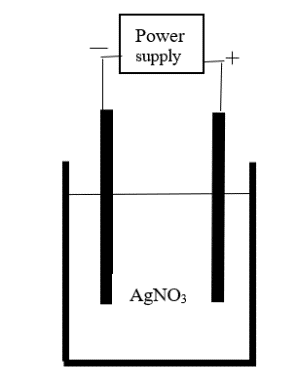 Power
supply
— +
AgNO₃